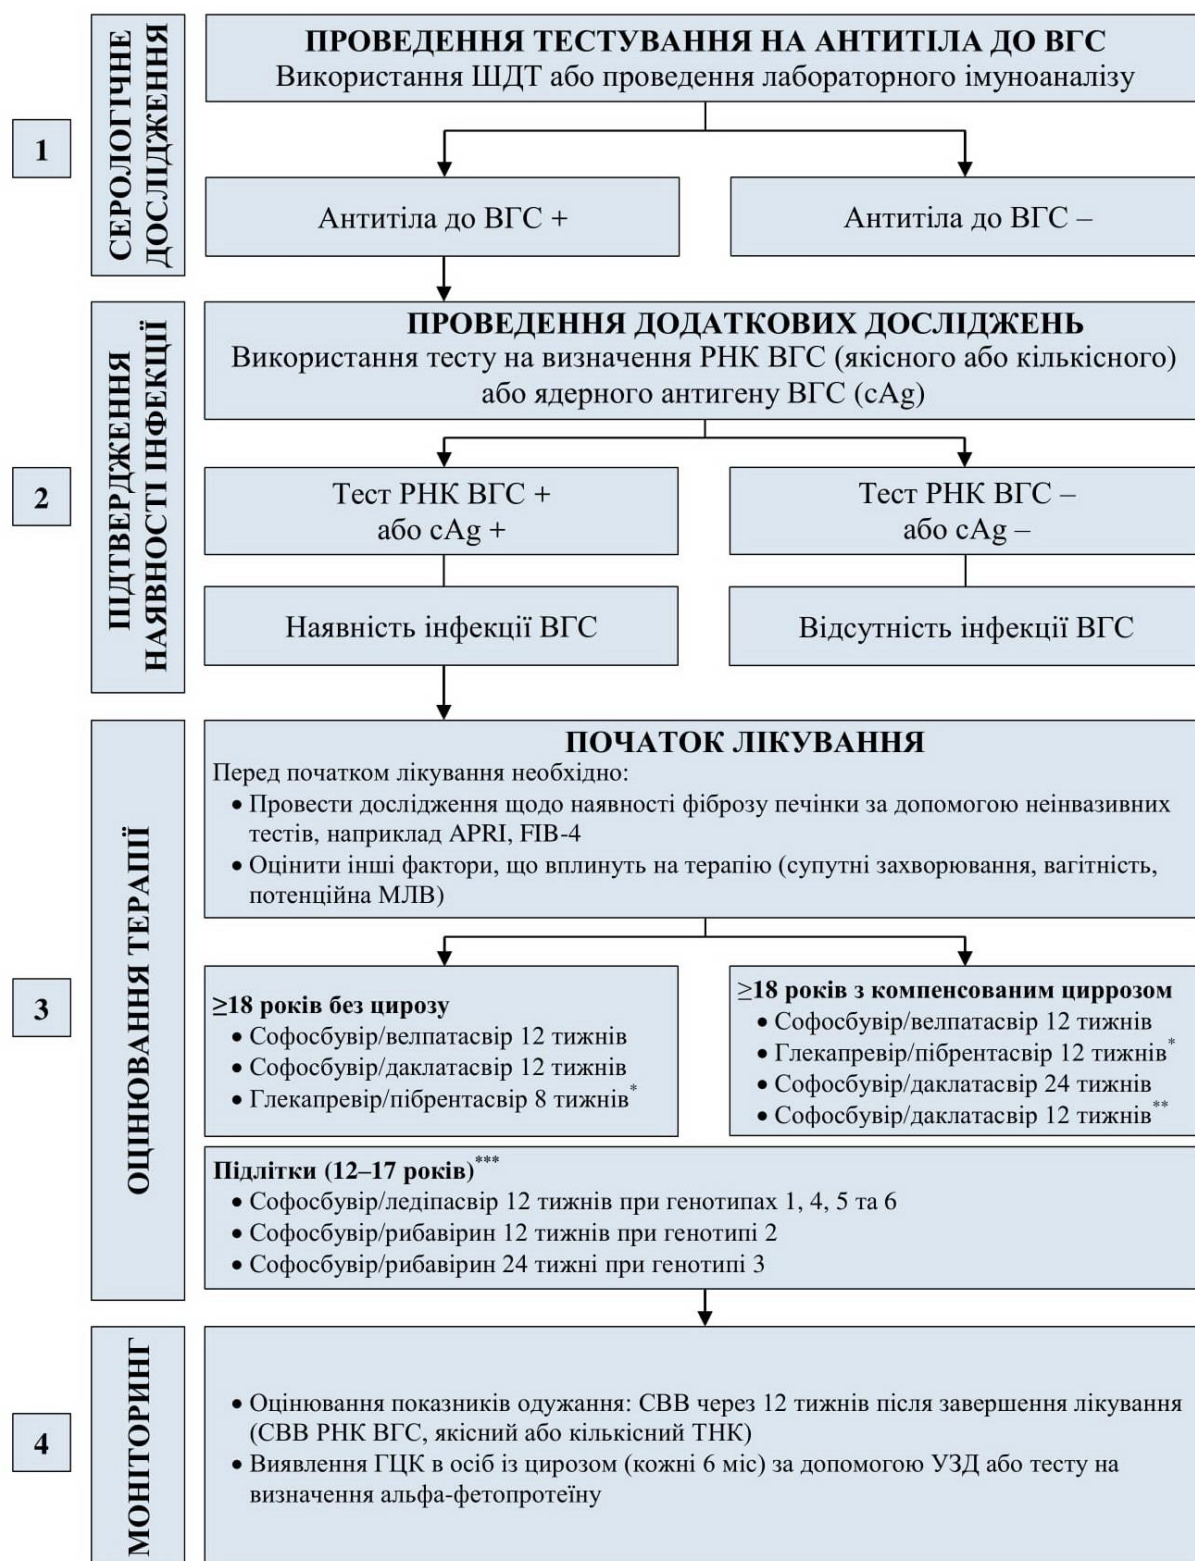 1
СЕРОЛОГІЧНЕ
ДОСЛІДЖЕННЯ
ПРОВЕДЕННЯ ТЕСТУВАННЯ НА АНТИТІЛА ДО ВГС
Використання ШДТ або проведення лабораторного імуноаналізу
Антитіла до ВГС +
Антитіла до ВГС –
2
ПІДТВЕРДЖЕННЯ
НАЯВНОСТІ ІНФЕКЦІЇ
ПРОВЕДЕННЯ ДОДАТКОВИХ ДОСЛІДЖЕНЬ
Використання тесту на визначення РНК ВГС (якісного або кількісного)
або ядерного антигену ВГС (cAg)
Тест РНК ВГС +
або cAg +
Тест РНК ВГС –
або cAg –
Наявність інфекції ВГС
Відсутність інфекції ВГС
3
ОЦІНЮВАННЯ ТЕРАПІЇ
ПОЧАТОК ЛІКУВАННЯ
Перед початком лікування необхідно:
• Провести дослідження щодо наявності фіброзу печінки за допомогою неінвазивних
тестів, наприклад APRI, FIB-4
• Оцінити інші фактори, що вплинуть на терапію (супутні захворювання, вагітність,
потенційна МЛВ)
≥18 років без цирозу
• Софосбувір/велпатасвір 12 тижнів
• Софосбувір/даклатасвір 12 тижнів
• Глекапревір/пібрентасвір 8 тижнів*
≥18 років з компенсованим циррозом
• Софосбувір/велпатасвір 12 тижнів
• Глекапревір/пібрентасвір 12 тижнів*
• Софосбувір/даклатасвір 24 тижнів
• Софосбувір/даклатасвір 12 тижнів**
Підлітки (12–17 років)***
• Софосбувір/ледіпасвір 12 тижнів при генотипах 1, 4, 5 та 6
• Софосбувір/рибавірин 12 тижнів при генотипі 2
• Софосбувір/рибавірин 24 тижні при генотипі 3
4
МОНІТОРИНГ
• Оцінювання показників одужання: СВВ через 12 тижнів після завершення лікування
(СВВ РНК ВГС, якісний або кількісний ТНК)
• Виявлення ГЦК в осіб із цирозом (кожні 6 міс) за допомогою УЗД або тесту на
визначення альфа-фетопротеїну